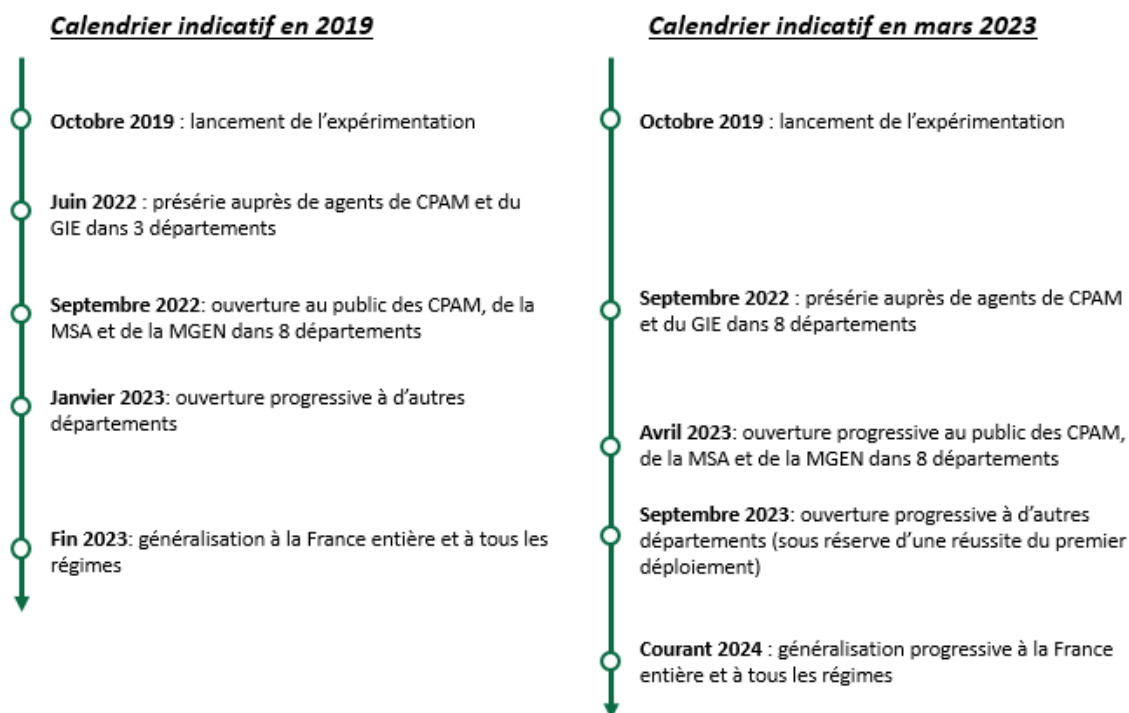 Calendrier indicatif en 2019
Octobre 2019 : lancement de l’expérimentation
Juin 2022 : présérie auprès de agents de CPAM et du
GIE dans 3 départements
Septembre 2022: ouverture au public des CPAM, de la
MSA et de la MGEN dans 8 départements
Janvier 2023: ouverture progressive à d’autres
départements
Fin 2023: généralisation à la France entière et à tous les
régimes
Calendrier indicatif en mars 2023
Octobre 2019 : lancement de l’expérimentation
Septembre 2022 : présérie auprès de agents de CPAM
et du GIE dans 8 départements
Avril 2023: ouverture progressive au public des CPAM,
de la MSA et de la MGEN dans 8 départements
Septembre 2023: ouverture progressive à d’autres
départements (sous réserve d’une réussite du premier
déploiement)
Courant 2024 : généralisation progressive à la France
entière et à tous les régimes